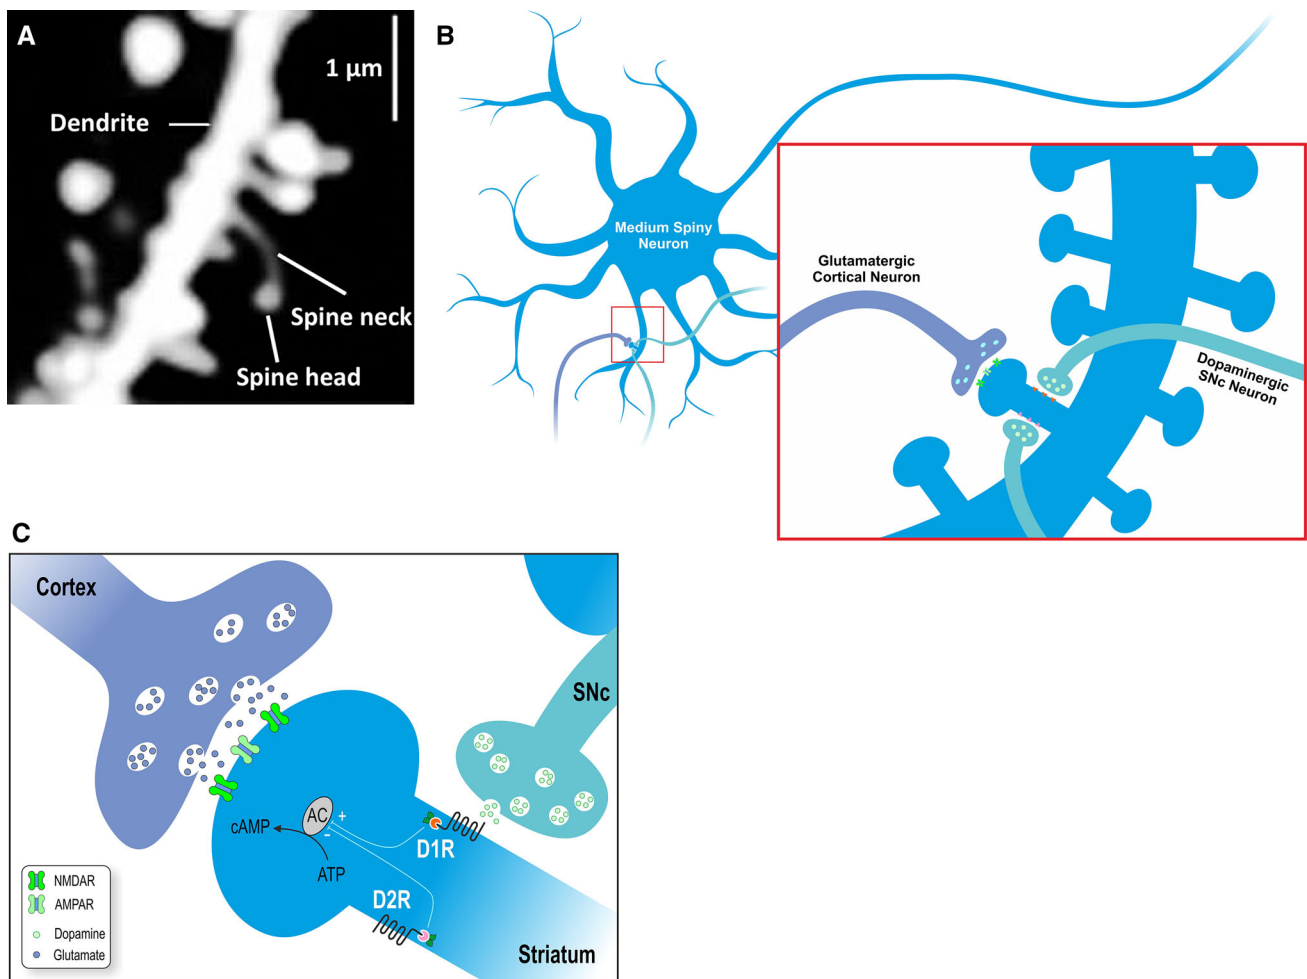 A
1 µm
Dendrite
Spine neck
Spine head
B
Medium Spiny
Neuron
Glutamatergic
Cortical Neuron
Dopaminergic
SNc Neuron
C
Cortex
SNc
AC
+
-
cAMP
ATP
D1R
D2R
Striatum
NMDAR
AMPAR
Dopamine
Glutamate